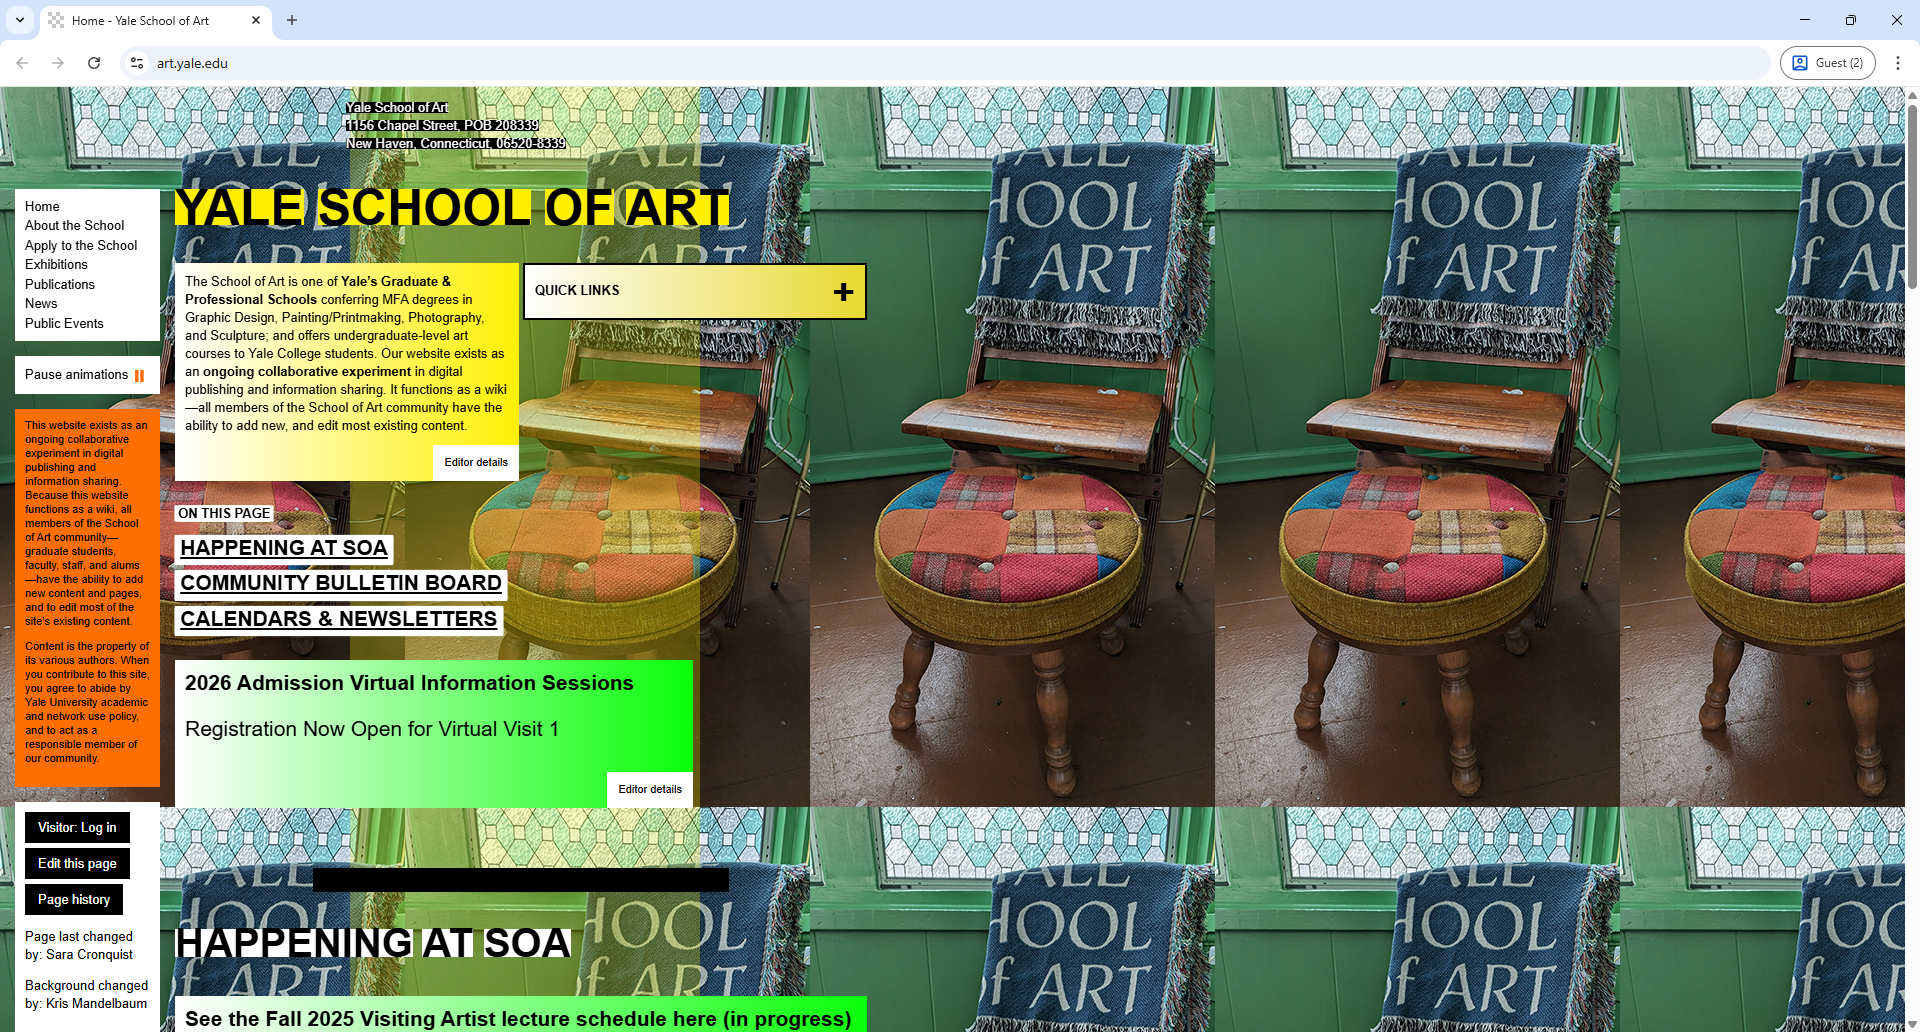 Home - Yale School of Art
art.yale.edu
Guest (2)
Yale School of Art
1156 Chapel Street, POB 208339
New Haven, Connecticut, 06520-8339
YALE SCHOOL OF ART
Home
About the School
Apply to the School
Exhibitions
Publications
News
Public Events
Pause animations
This website exists as an
ongoing collaborative
experiment in digital
publishing and
information sharing.
Because this website
functions as a wiki, all
members of the School
of Art community—
graduate students,
faculty, staff, and alums
—have the ability to add
new content and pages,
and to edit most of the
site's existing content.
Content is the property of
its various authors. When
you contribute to this site,
you agree to abide by
Yale University academic
and network use policy,
and to act as a
responsible member of
our community.
Visitor: Log in
Edit this page
Page history
Page last changed
by: Sara Cronquist
Background changed
by: Kris Mandelbaum
The School of Art is one of Yale's Graduate &
Professional Schools conferring MFA degrees in
Graphic Design, Painting/Printmaking, Photography,
and Sculpture; and offers undergraduate-level art
courses to Yale College students. Our website exists as
an ongoing collaborative experiment in digital
publishing and information sharing. It functions as a wiki
—all members of the School of Art community have the
ability to add new, and edit most existing content.
Editor details
QUICK LINKS +
ON THIS PAGE
HAPPENING AT SOA
COMMUNITY BULLETIN BOARD
CALENDARS & NEWSLETTERS
2026 Admission Virtual Information Sessions
Registration Now Open for Virtual Visit 1
Editor details
HAPPENING AT SOA
See the Fall 2025 Visiting Artist lecture schedule here (in progress)
ALL
HOOL
of ART
ALL
HOOL
of ART
ALL
HOOL
of ART